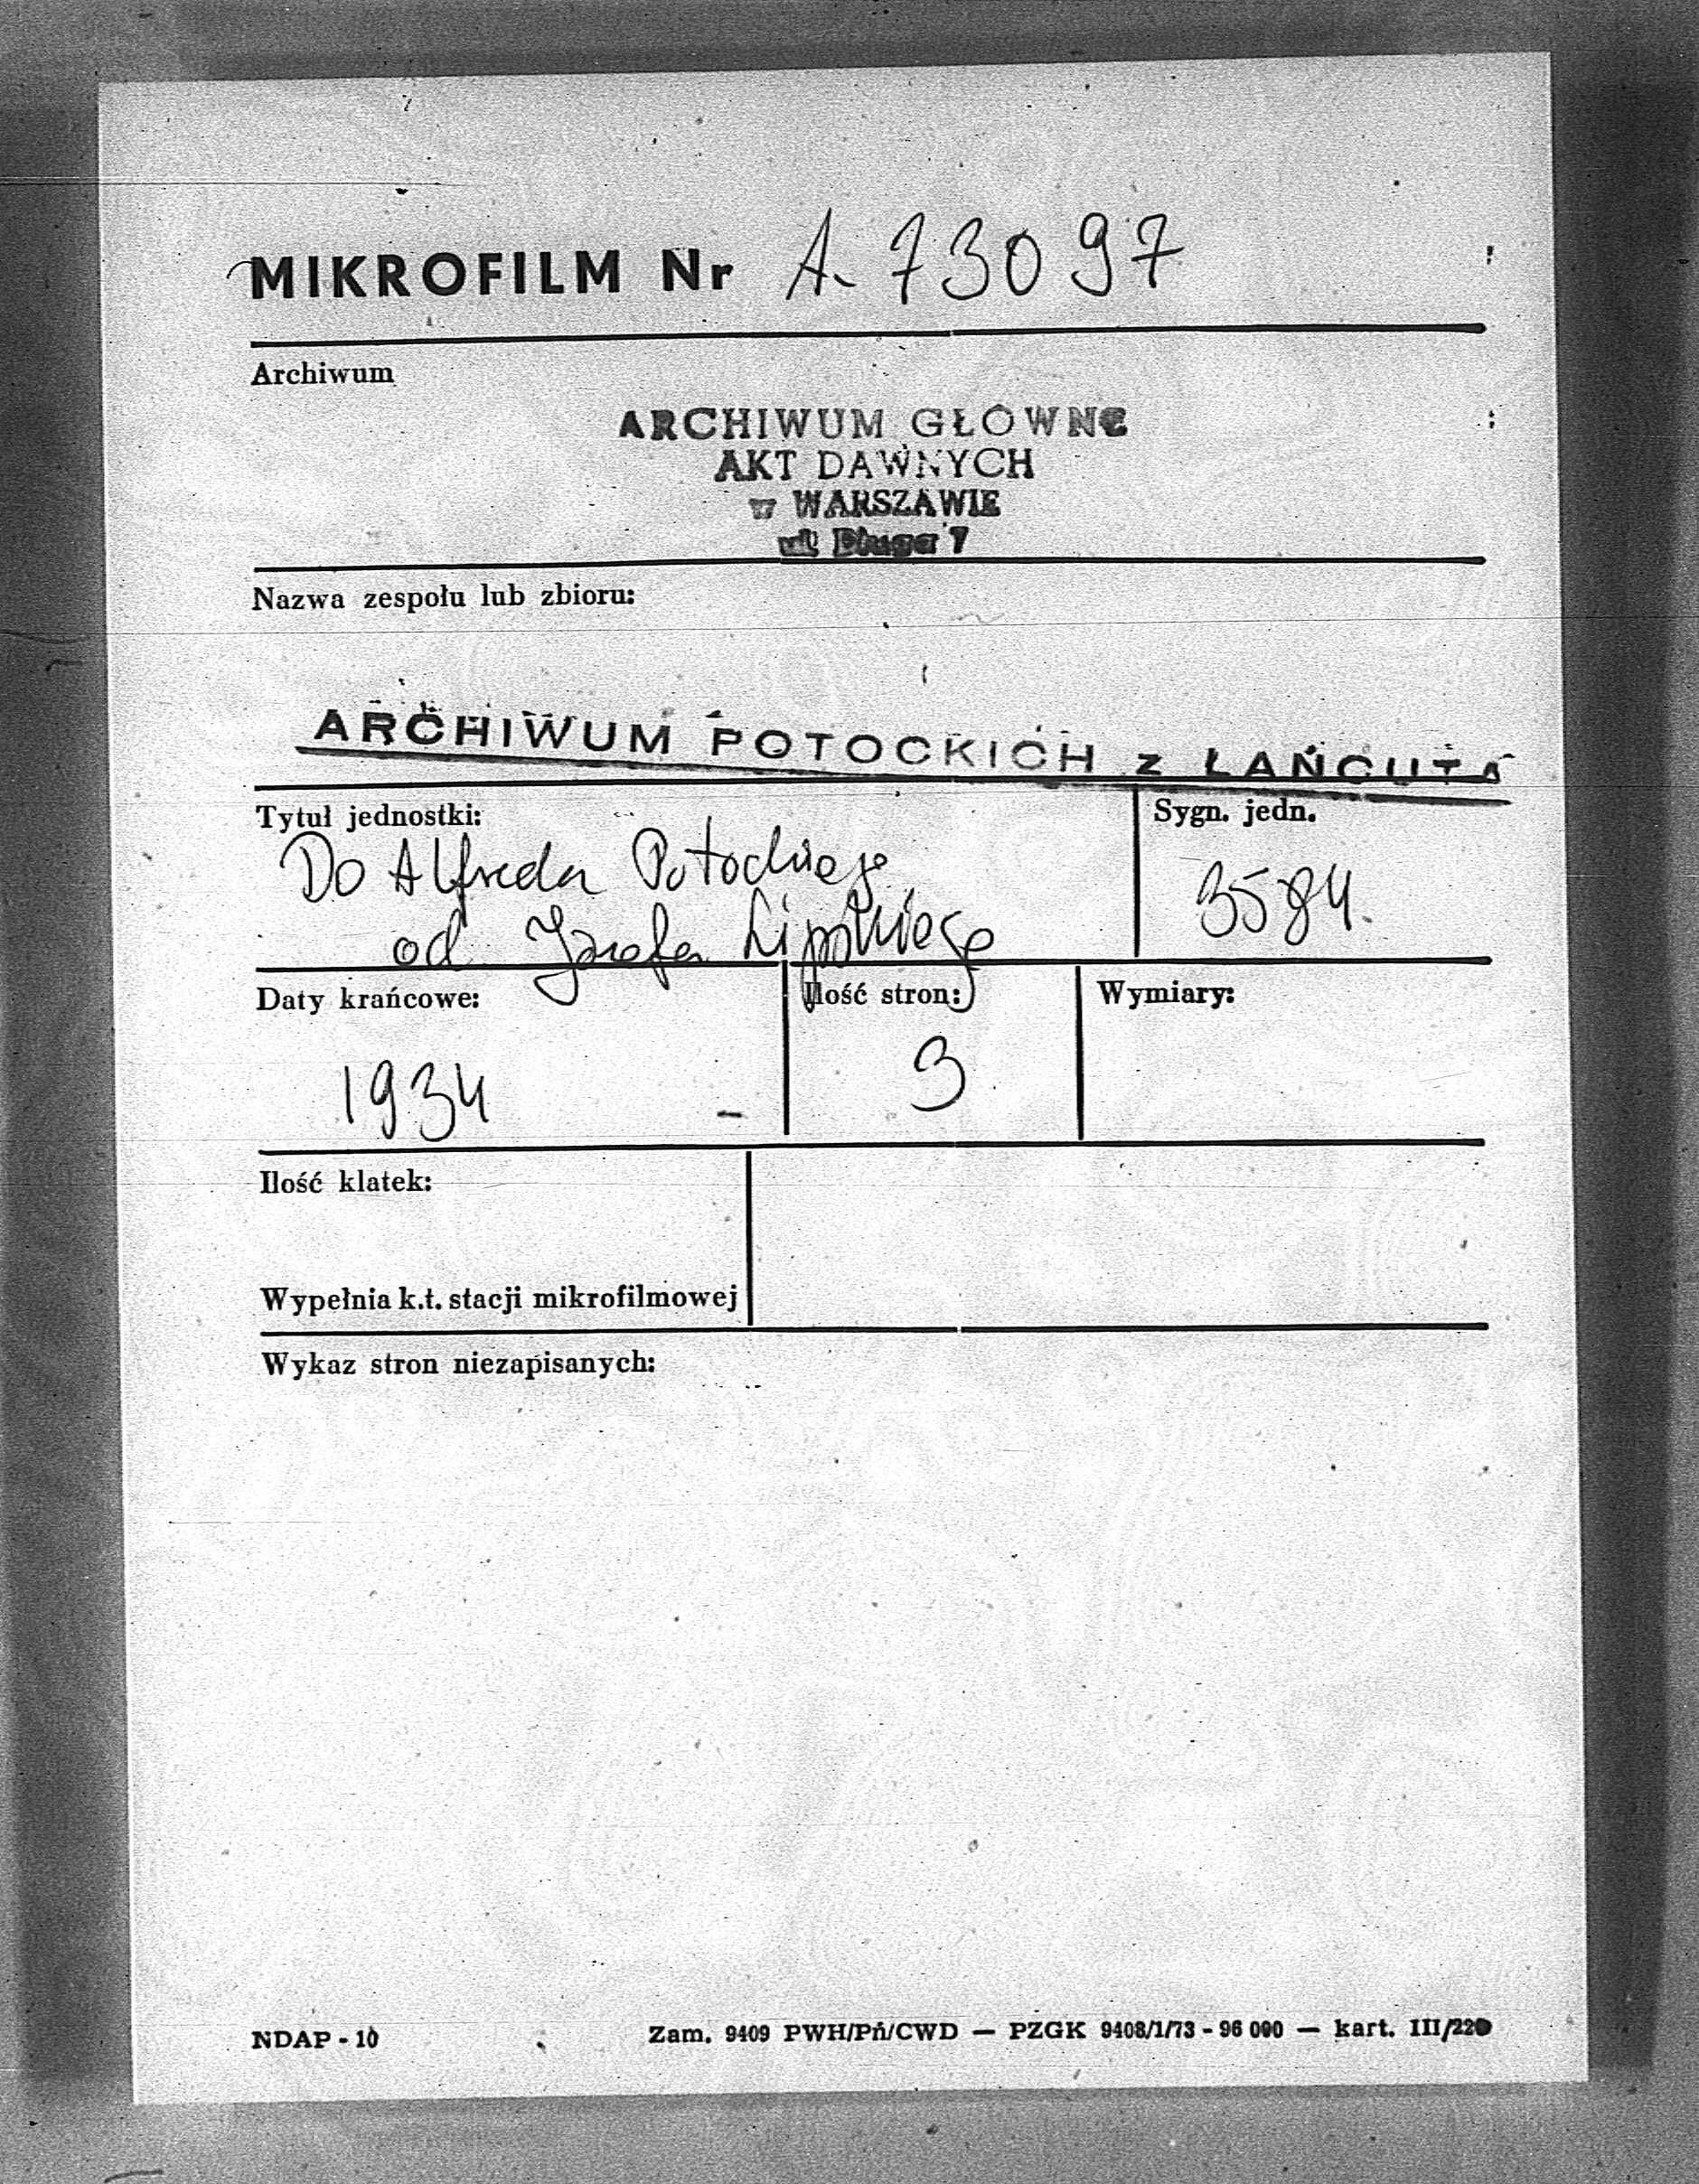 MIKROFILM Nr A-73097
Archiwum
ARCHIWUM GŁÓWNE
AKT DAWNYCH
w WARSZAWIE
ul. Długa 7
Nazwa zespołu lub zbioru:
ARCHIWUM POTOCKICH z ŁAŃCUTA
Tytuł jednostki:
Sygn. jedn.
Do Alfreda Potockiego
od Józefa Lipskiego
3584.
Daty krańcowe:
Ilość stron:
Wymiary:
1934 -
3
Ilość klatek:
Wypełnia k.t. stacji mikrofilmowej
Wykaz stron niezapisanych:
NDAP - 10
Zam. 9409 PWH/Pń/CWD — PZGK 9408/1/73 - 96 000 — kart. III/220